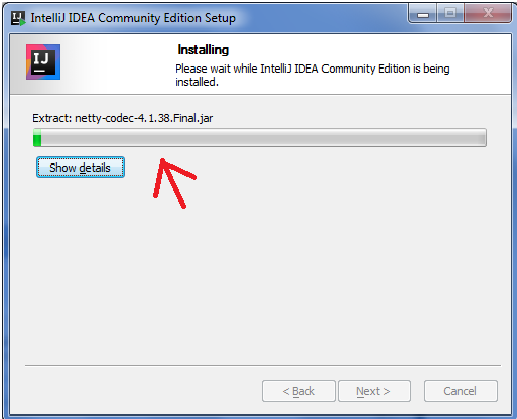 IntelliJ IDEA Community Edition Setup
IJ
Installing
Please wait while IntelliJ IDEA Community Edition is being
installed.
Extract: netty-codec-4.1.38.Final.jar
Show details
< Back
Next >
Cancel